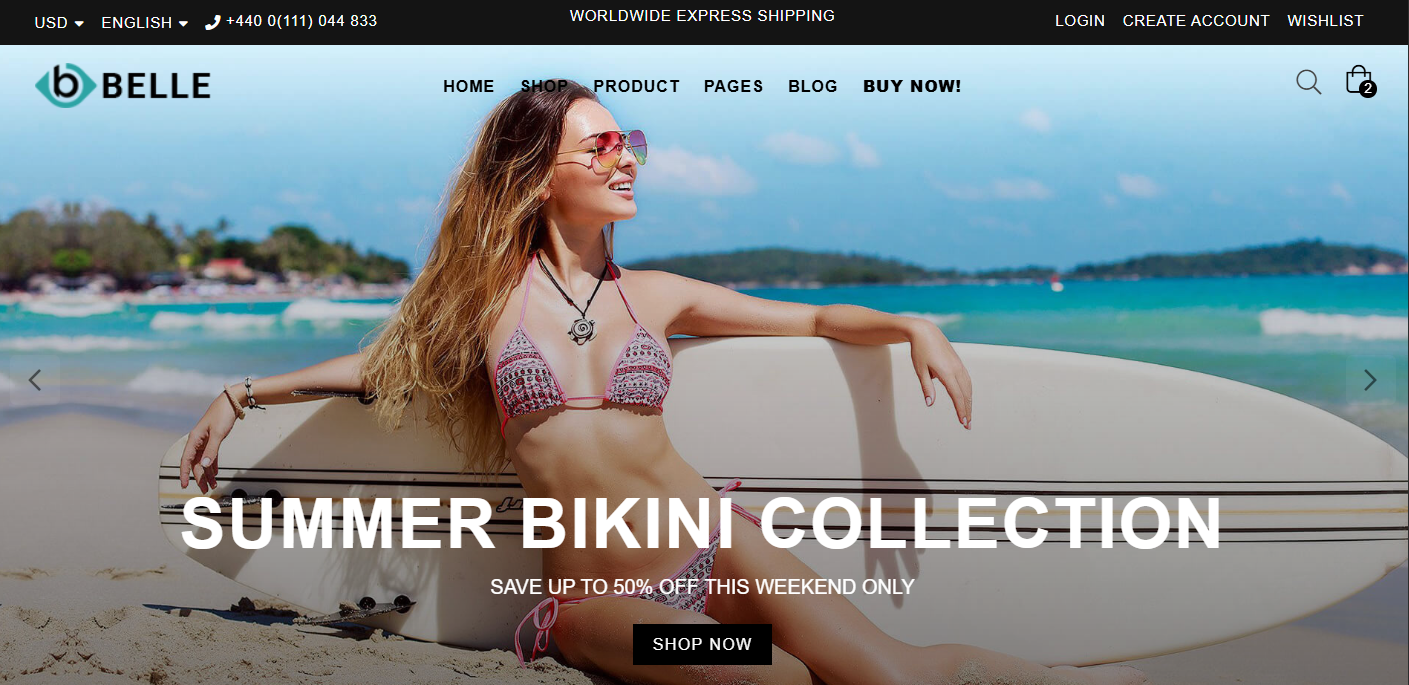 USD ENGLISH +440 0(111) 044 833 WORLDWIDE EXPRESS SHIPPING LOGIN CREATE ACCOUNT WISHLIST
b BELLE HOME SHOP PRODUCT PAGES BLOG BUY NOW! 2
SUMMER BIKINI COLLECTION
SAVE UP TO 50% OFF THIS WEEKEND ONLY
SHOP NOW